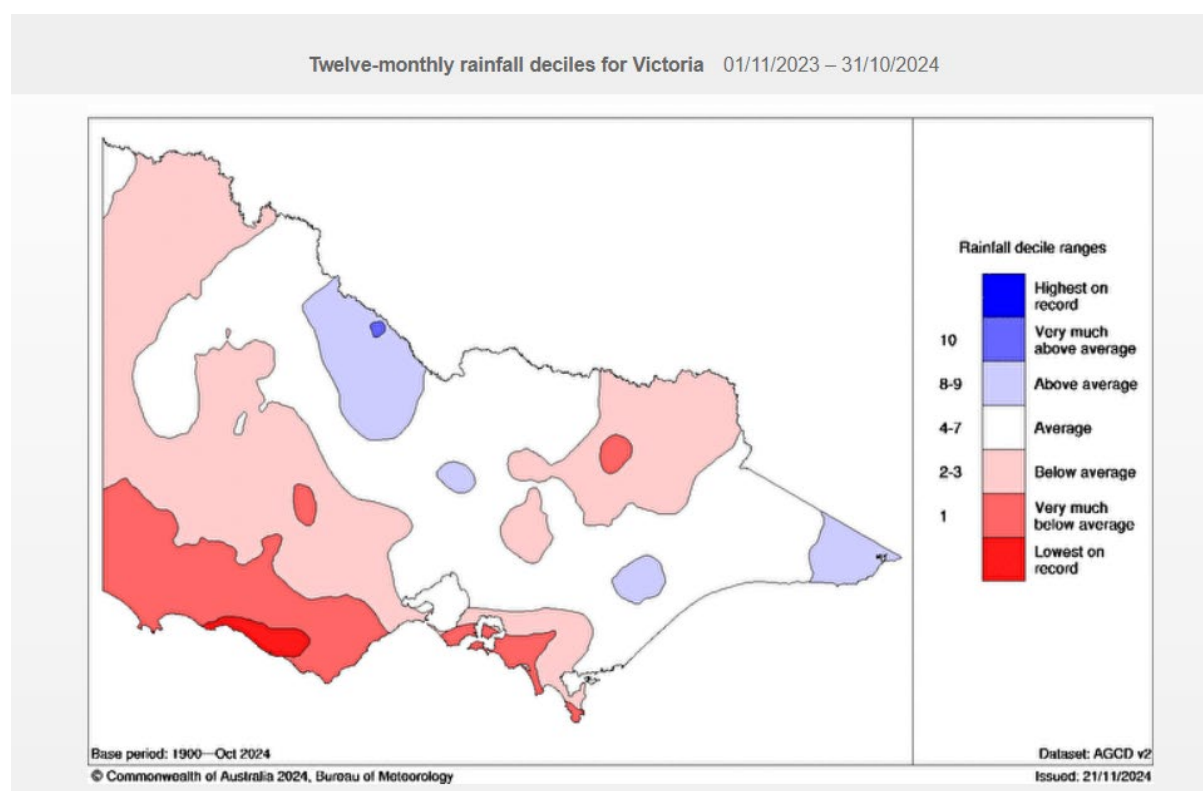 Twelve-monthly rainfall deciles for Victoria 01/11/2023 – 31/10/2024
Rainfall decile ranges
Highest on
record
10
Very much
above average
8-9
Above average
4-7
Average
2-3
Below average
1
Very much
below average
Lowest on
record
Base period: 1900—Oct 2024
Dataset: AGCD v2
© Commonwealth of Australia 2024, Bureau of Meteorology
Issued: 21/11/2024